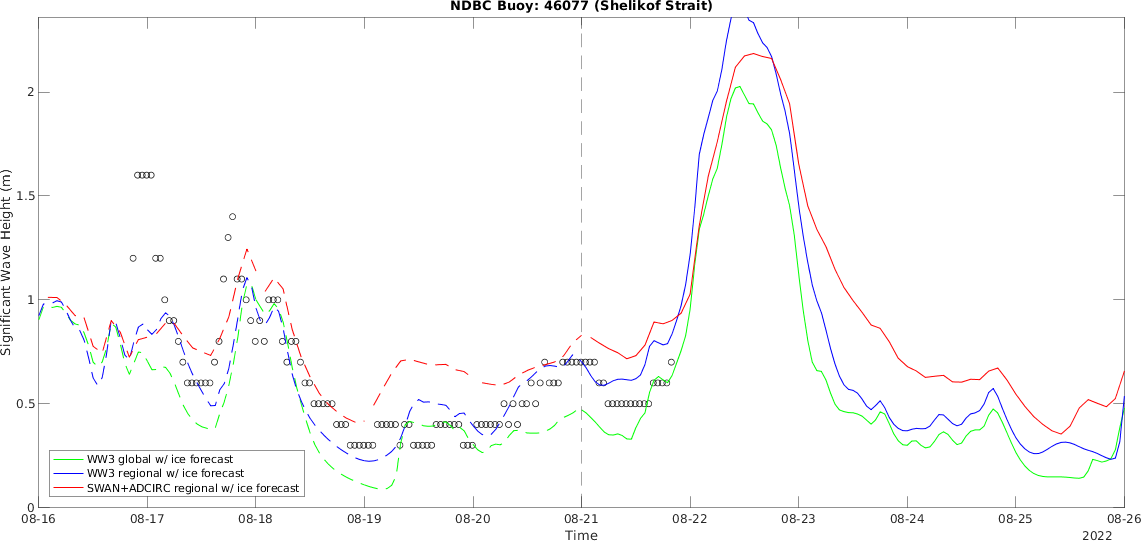 NDBC Buoy: 46077 (Shelikof Strait)
Significant Wave Height (m)
2
1.5
1
0.5
0
WW3 global w/ ice forecast
WW3 regional w/ ice forecast
SWAN+ADCIRC regional w/ ice forecast
08-16 08-17 08-18 08-19 08-20 08-21 08-22 08-23 08-24 08-25 08-26
Time 2022